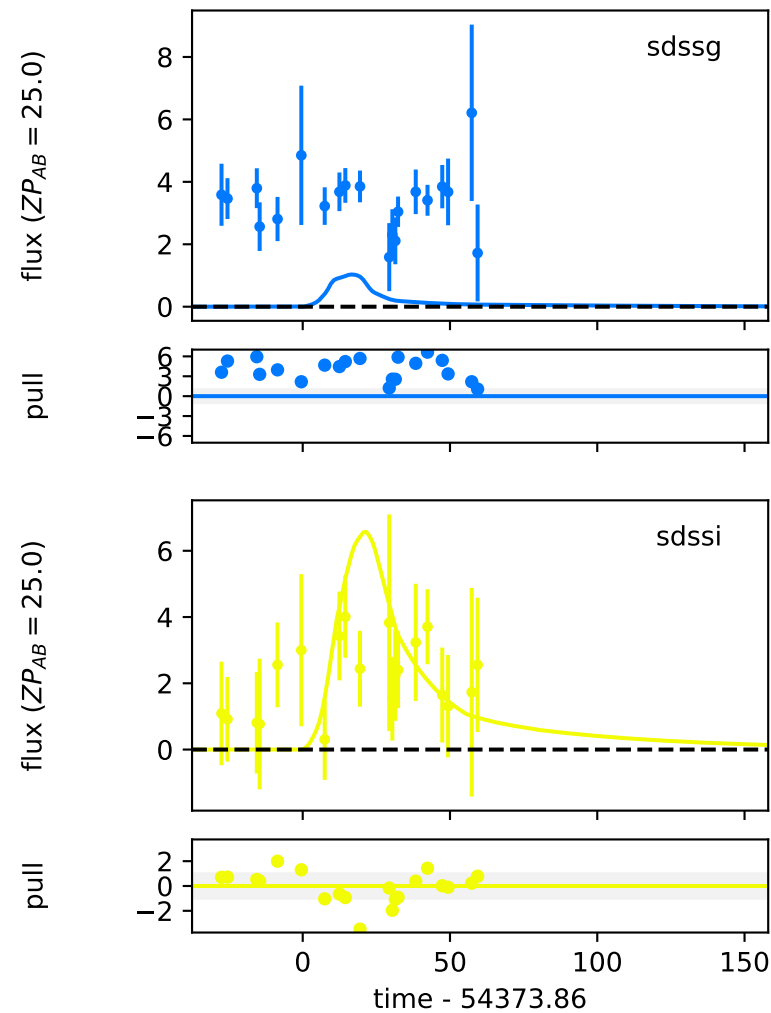 sdssg
flux ($ZP_{AB}$ = 25.0)
8
6
4
2
0
pull
6
3
0
−3
−6
sdssi
flux ($ZP_{AB}$ = 25.0)
6
4
2
0
pull
2
0
−2
0 50 100 150
time - 54373.86